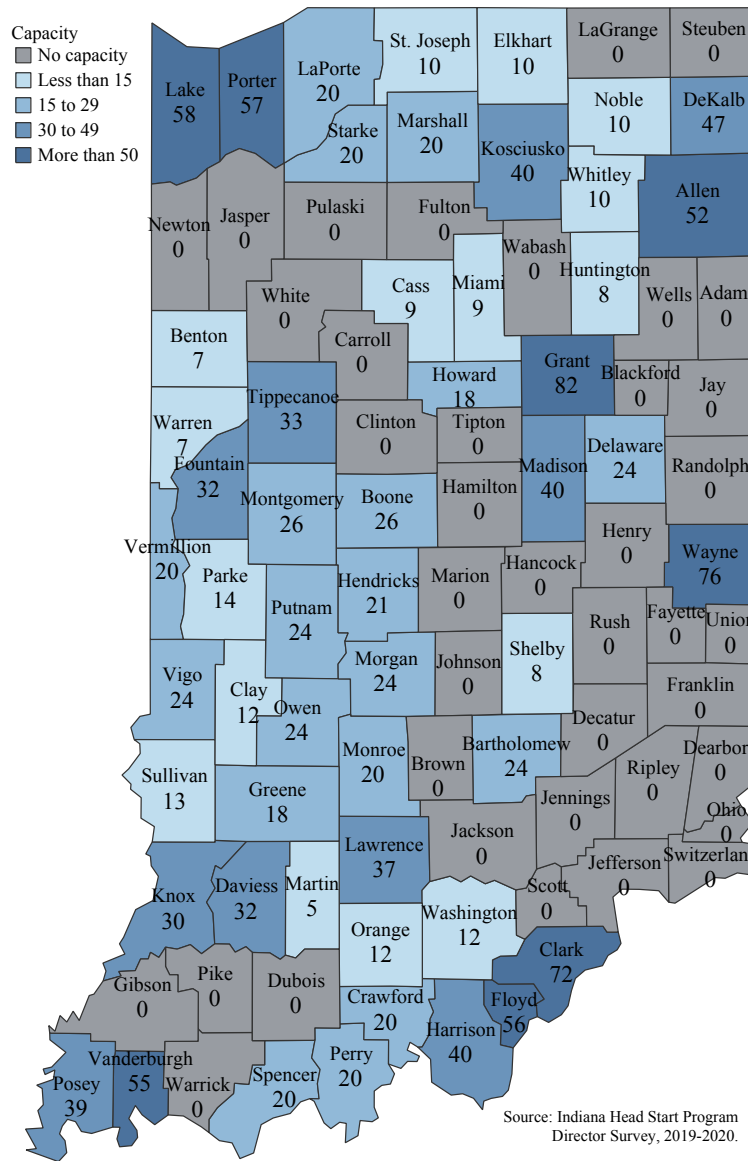 Capacity
No capacity
Less than 15
15 to 29
30 to 49
More than 50
Lake
58
Porter
57
LaPorte
20
St. Joseph
10
Elkhart
10
LaGrange
0
Steuben
0
Noble
10
DeKalb
47
Starke
20
Marshall
20
Kosciusko
40
Whitley
10
Allen
52
Newton
0
Jasper
0
Pulaski
0
Fulton
0
Wabash
0
Huntington
8
Wells
0
Adam
0
White
0
Cass
9
Miami
9
Benton
7
Carroll
0
Howard
18
Grant
82
Blackford
0
Jay
0
Warren
7
Tippecanoe
33
Clinton
0
Tipton
0
Madison
40
Delaware
24
Randolph
0
Fountain
32
Montgomery
26
Boone
26
Hamilton
0
Henry
0
Wayne
76
Vermillion
20
Parke
14
Putnam
24
Hendricks
21
Marion
0
Hancock
0
Rush
0
Fayette
0
Union
0
Vigo
24
Clay
12
Owen
24
Morgan
24
Johnson
0
Shelby
8
Franklin
0
Decatur
0
Sullivan
13
Greene
18
Monroe
20
Brown
0
Bartholomew
24
Jennings
0
Ripley
0
Dearborn
0
Ohio
0
Knox
30
Daviess
32
Martin
5
Lawrence
37
Jackson
0
Scott
0
Jefferson
0
Switzerland
0
Orange
12
Washington
12
Clark
72
Floyd
56
Gibson
0
Pike
0
Dubois
0
Crawford
20
Harrison
40
Posey
39
Vanderburgh
55
Warrick
0
Spencer
20
Perry
20
Source: Indiana Head Start Program
Director Survey, 2019-2020.